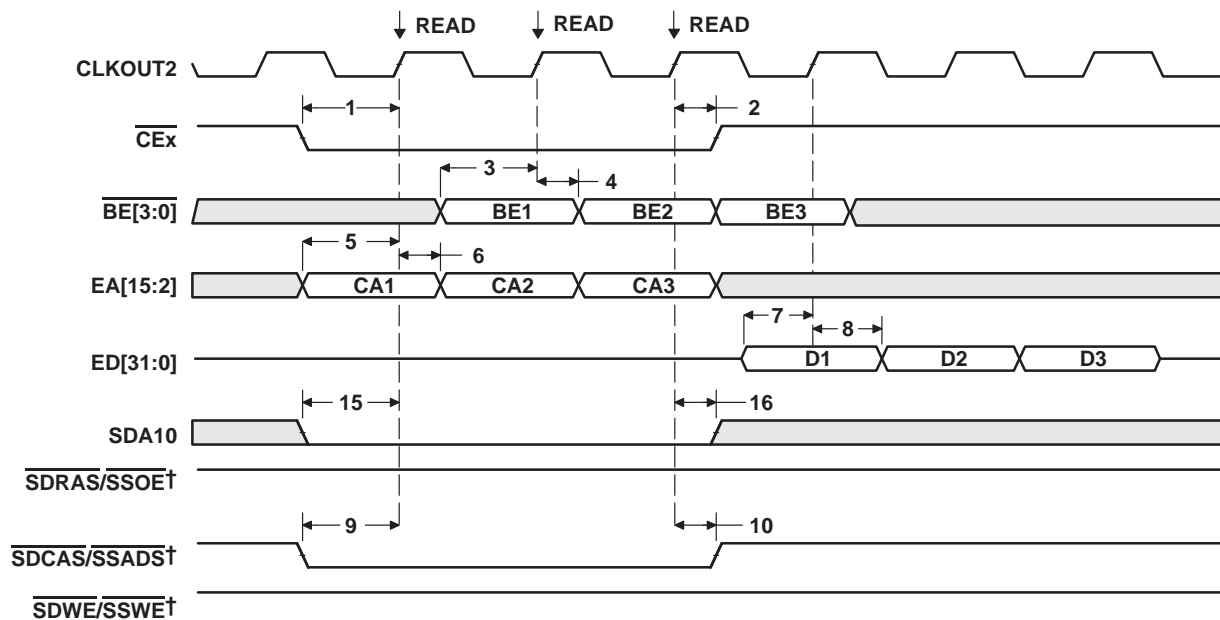 READ READ READ
CLKOUT2
1 2
CEx
3 4
BE[3:0] BE1 BE2 BE3
5 6
EA[15:2] CA1 CA2 CA3
7 8
ED[31:0] D1 D2 D3
15 16
SDA10
SDRAS/SSOE†
9 10
SDCAS/SSADS†
SDWE/SSWE†